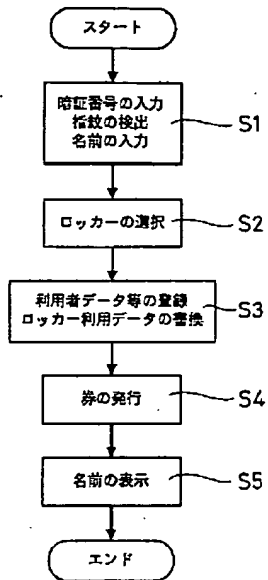 スタート
暗証番号の入力
指紋の検出
名前の入力
S1
ロッカーの選択
S2
利用者データ等の登録
ロッカー利用データの書換
S3
券の発行
S4
名前の表示
S5
エンド